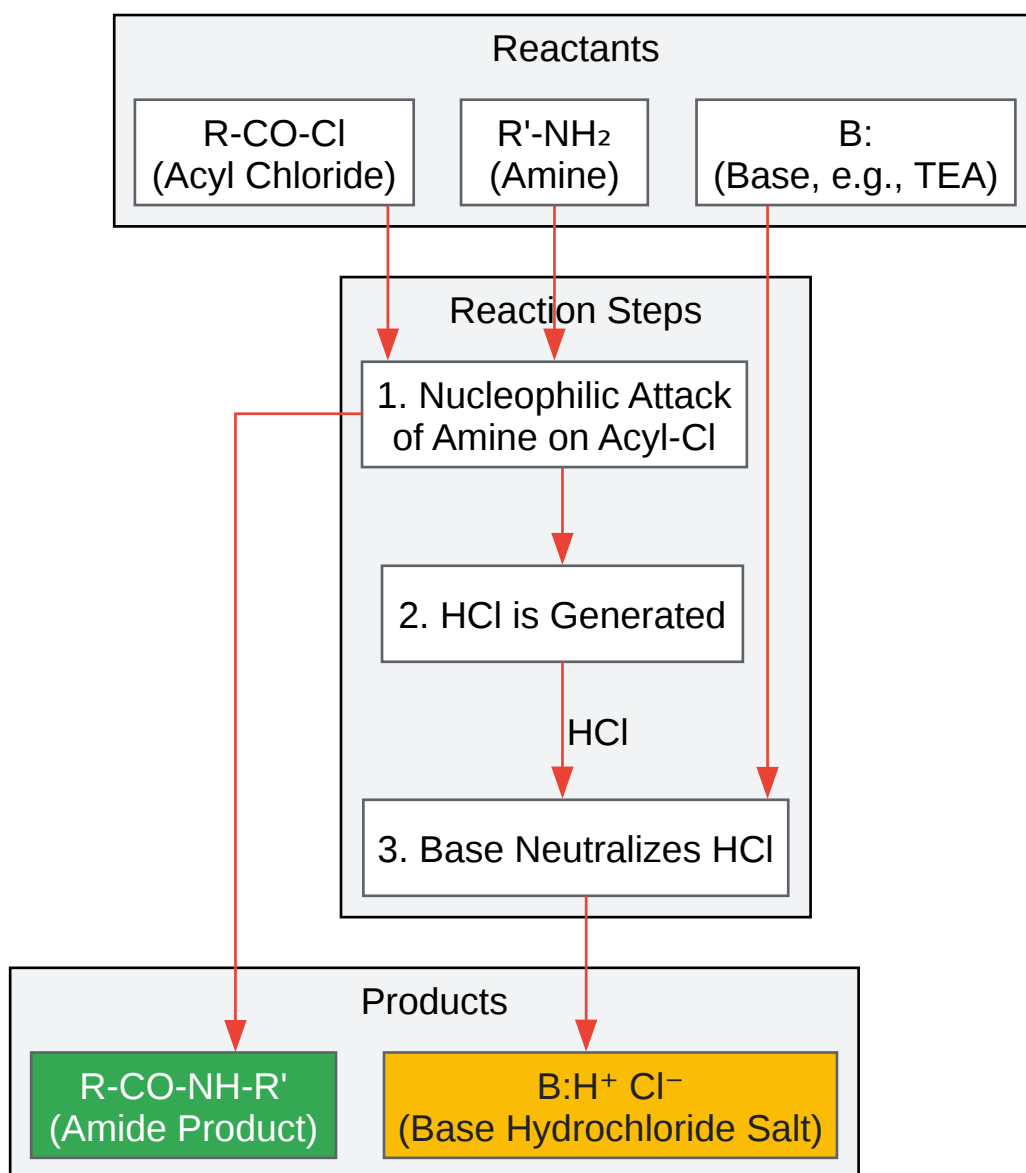 Reactants
R-CO-Cl
(Acyl Chloride)
R'-NH₂
(Amine)
B:
(Base, e.g., TEA)
Reaction Steps
1. Nucleophilic Attack
of Amine on Acyl-Cl
2. HCl is Generated
HCl
3. Base Neutralizes HCl
Products
R-CO-NH-R'
(Amide Product)
B:H⁺ Cl⁻
(Base Hydrochloride Salt)